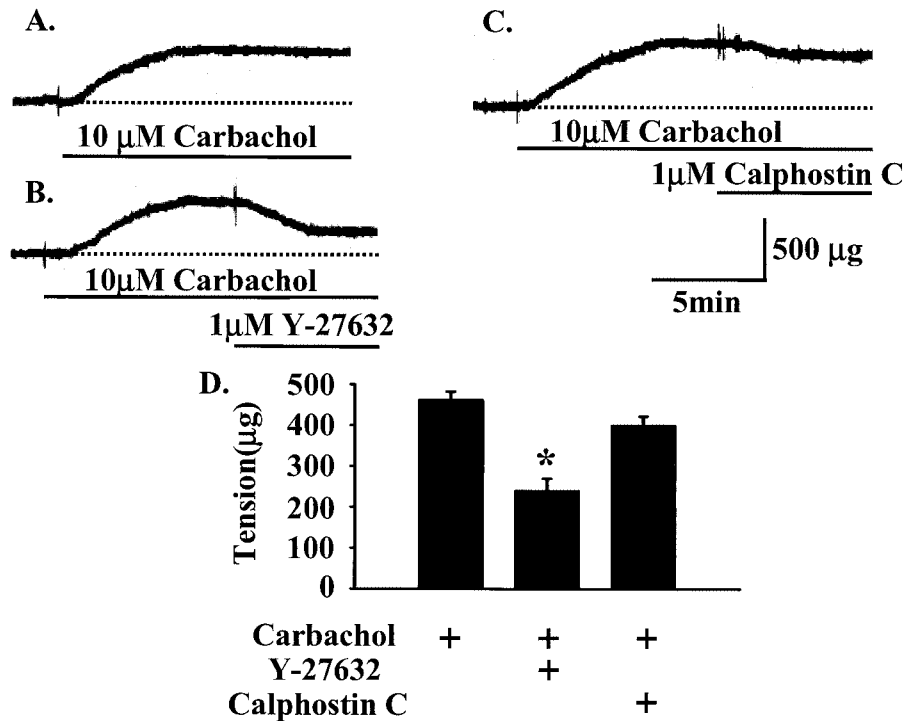 A.
10 μM Carbachol
B.
10μM Carbachol
1μM Y-27632
C.
10μM Carbachol
1μM Calphostin C
500 μg
5min
D.
Tension(μg)
500
400
300
200
100
0
*
Carbachol + + +
Y-27632 +
Calphostin C +